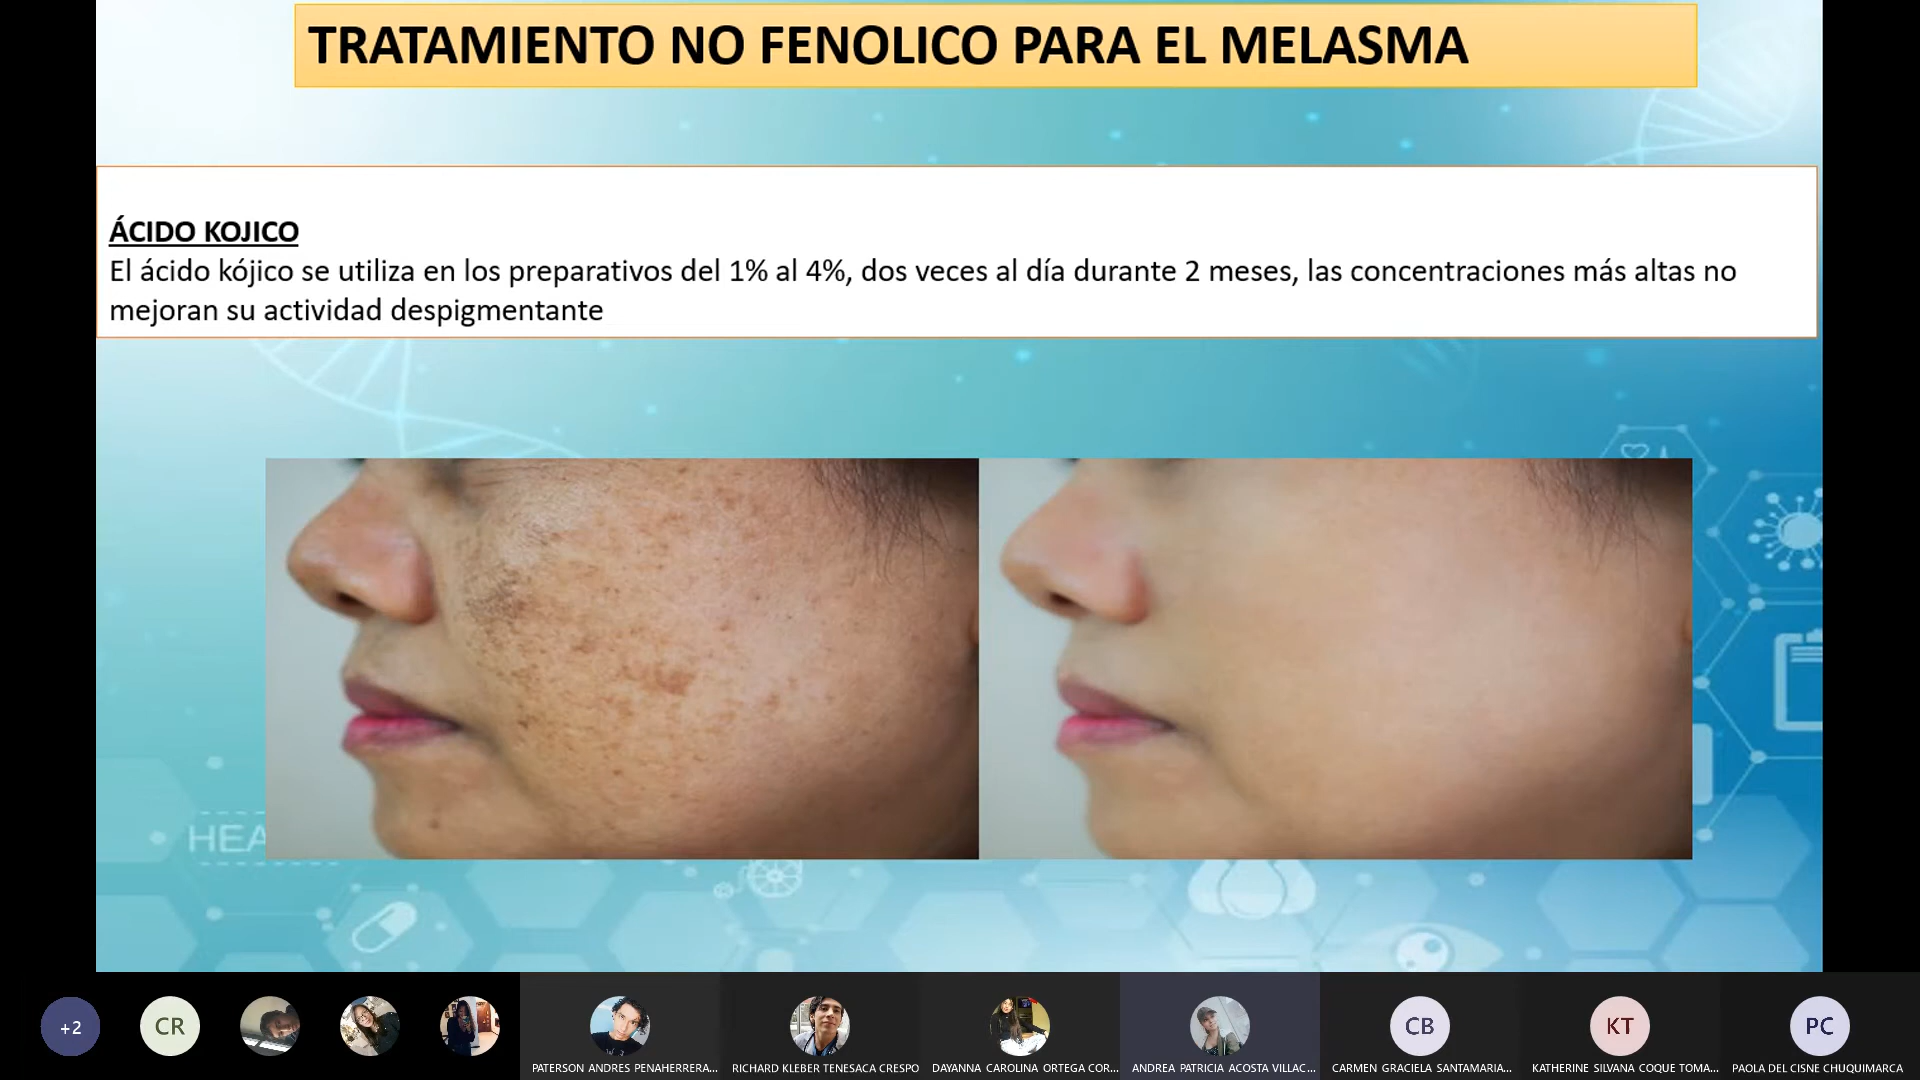 TRATAMIENTO NO FENOLICO PARA EL MELASMA
ÁCIDO KOJICO
El ácido kójico se utiliza en los preparativos del 1% al 4%, dos veces al día durante 2 meses, las concentraciones más altas no
mejoran su actividad despigmentante
HEA
+2
CR
CB
KT
PC
PATERSON ANDRES PENAHERRERA...
RICHARD KLEBER TENESACA CRESPO
DAYANNA CAROLINA ORTEGA COR...
ANDREA PATRICIA ACOSTA VILLAC...
CARMEN GRACIELA SANTAMARIA...
KATHERINE SILVANA COQUE TOMA...
PAOLA DEL CISNE CHUQUIMARCA